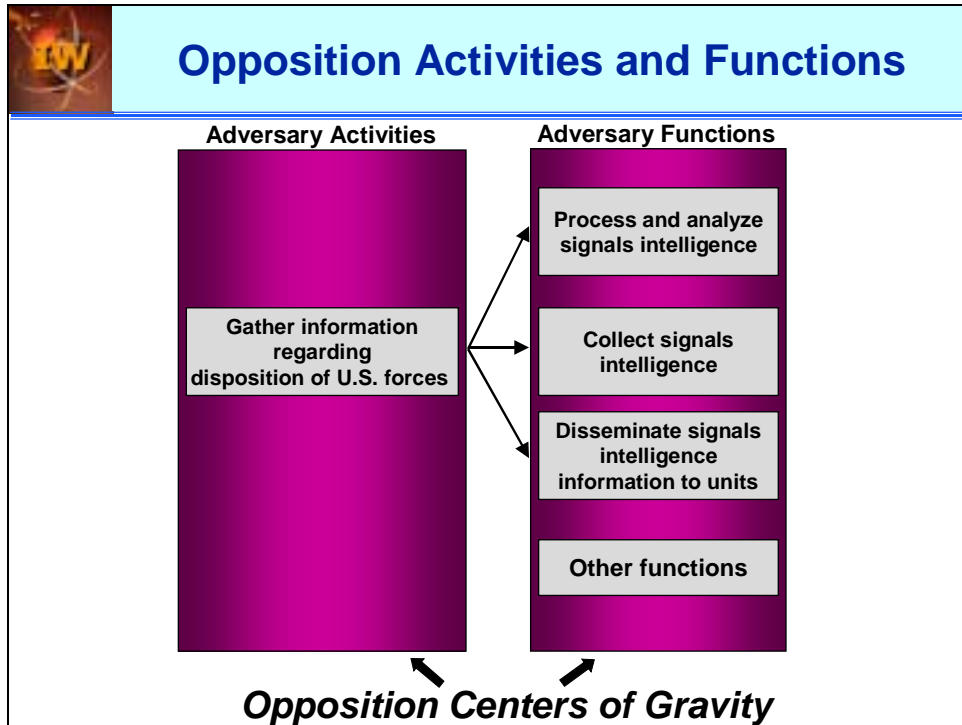 IW
Opposition Activities and Functions
Adversary Activities
Gather information
regarding
disposition of U.S. forces
Adversary Functions
Process and analyze
signals intelligence
Collect signals
intelligence
Disseminate signals
intelligence
information to units
Other functions
Opposition Centers of Gravity